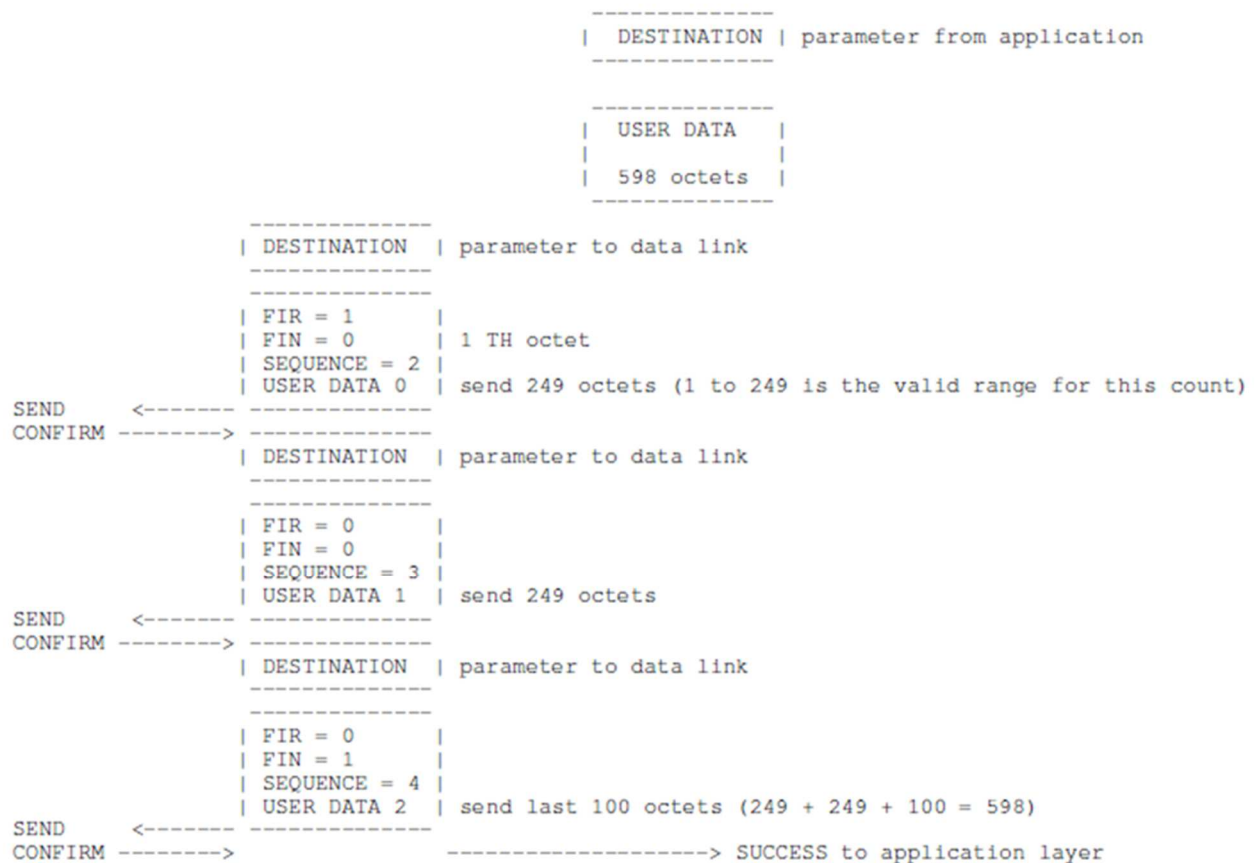 --------------
| DESTINATION | parameter from application
--------------
--------------
| USER DATA |
| |
| 598 octets |
--------------
--------------
| DESTINATION | parameter to data link
--------------
--------------
| FIR = 1 |
| FIN = 0 | 1 TH octet
| SEQUENCE = 2 |
| USER DATA 0 | send 249 octets (1 to 249 is the valid range for this count)
SEND <------- --------------
CONFIRM --------> --------------
| DESTINATION | parameter to data link
--------------
--------------
| FIR = 0 |
| FIN = 0 |
| SEQUENCE = 3 |
| USER DATA 1 | send 249 octets
SEND <------- --------------
CONFIRM --------> --------------
| DESTINATION | parameter to data link
--------------
--------------
| FIR = 0 |
| FIN = 1 |
| SEQUENCE = 4 |
| USER DATA 2 | send last 100 octets (249 + 249 + 100 = 598)
SEND <------- --------------
CONFIRM --------> --------------------> SUCCESS to application layer